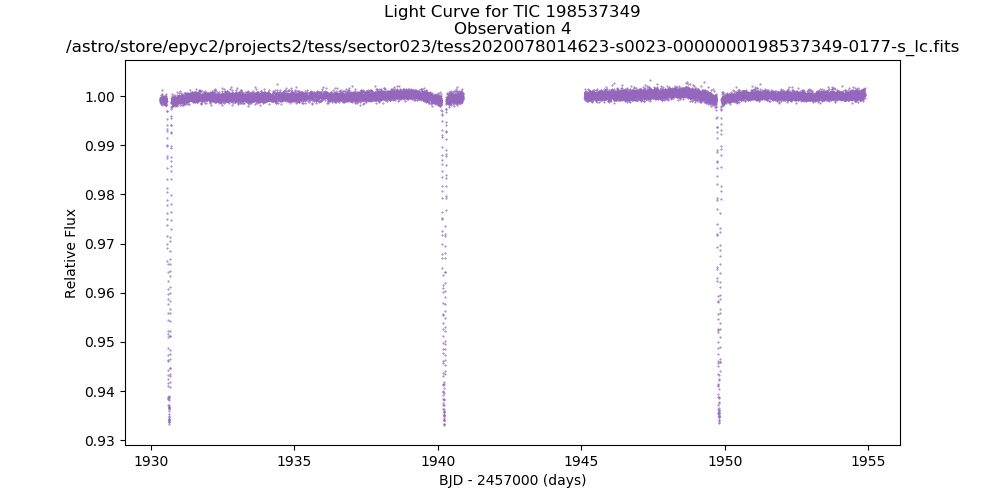 Light Curve for TIC 198537349
Observation 4
/astro/store/epyc2/projects2/tess/sector023/tess2020078014623-s0023-0000000198537349-0177-s_lc.fits
1.00
0.99
0.98
0.97
0.96
0.95
0.94
0.93
Relative Flux
1930
1935
1940
1945
1950
1955
BJD - 2457000 (days)